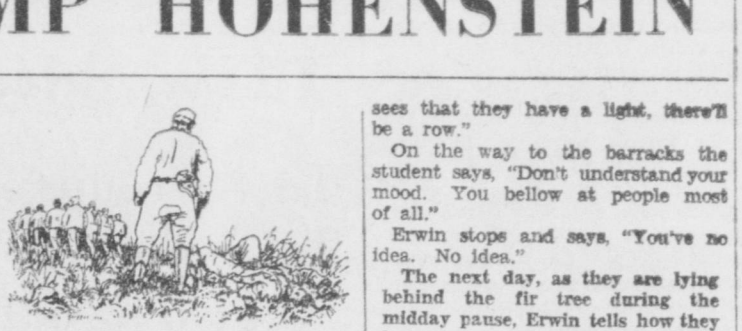 MP HOHENSTEIN
sees that they have a light, there'll
be a row."
On the way to the barracks the
student says, "Don't understand your
mood. You bellow at people most
of all."
Erwin stops and says, "You've no
idea. No idea."
The next day, as they are lying
behind the fir tree during the
midday pause, Erwin tells how they